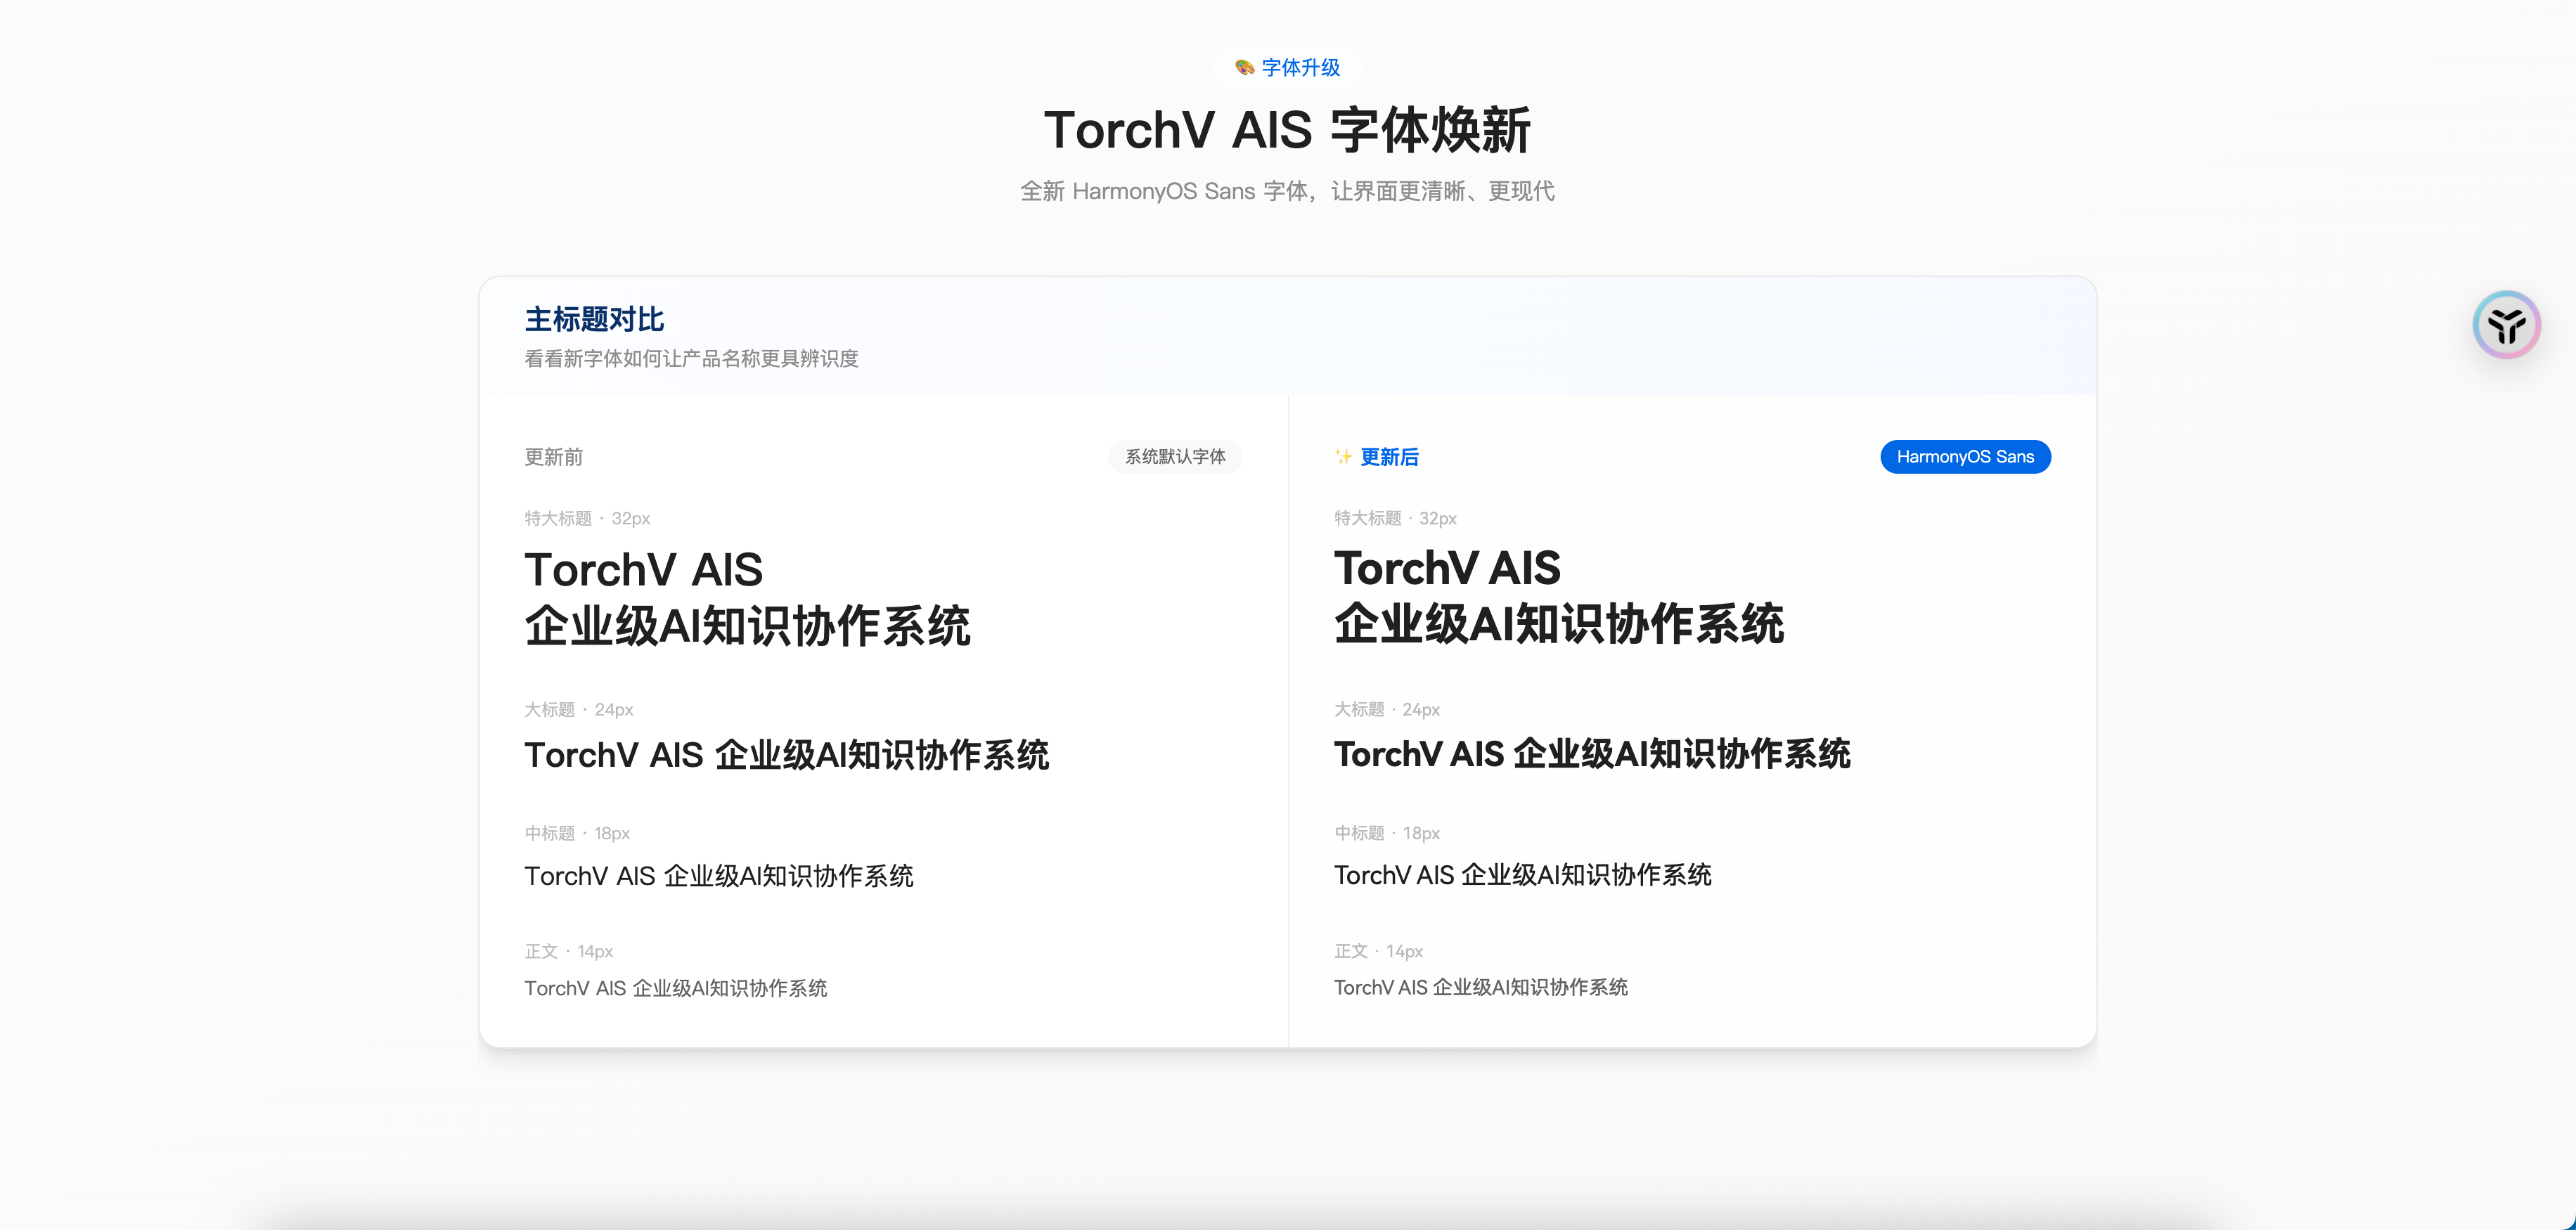 🎨 字体升级
TorchV AIS 字体焕新
全新 HarmonyOS Sans 字体，让界面更清晰、更现代
主标题对比
看看新字体如何让产品名称更具辨识度
更新前
系统默认字体
特大标题 · 32px
TorchV AIS
企业级AI知识协作系统
大标题 · 24px
TorchV AIS 企业级AI知识协作系统
中标题 · 18px
TorchV AIS 企业级AI知识协作系统
正文 · 14px
TorchV AIS 企业级AI知识协作系统
✨ 更新后
HarmonyOS Sans
特大标题 · 32px
TorchV AIS
企业级AI知识协作系统
大标题 · 24px
TorchV AIS 企业级AI知识协作系统
中标题 · 18px
TorchV AIS 企业级AI知识协作系统
正文 · 14px
TorchV AIS 企业级AI知识协作系统